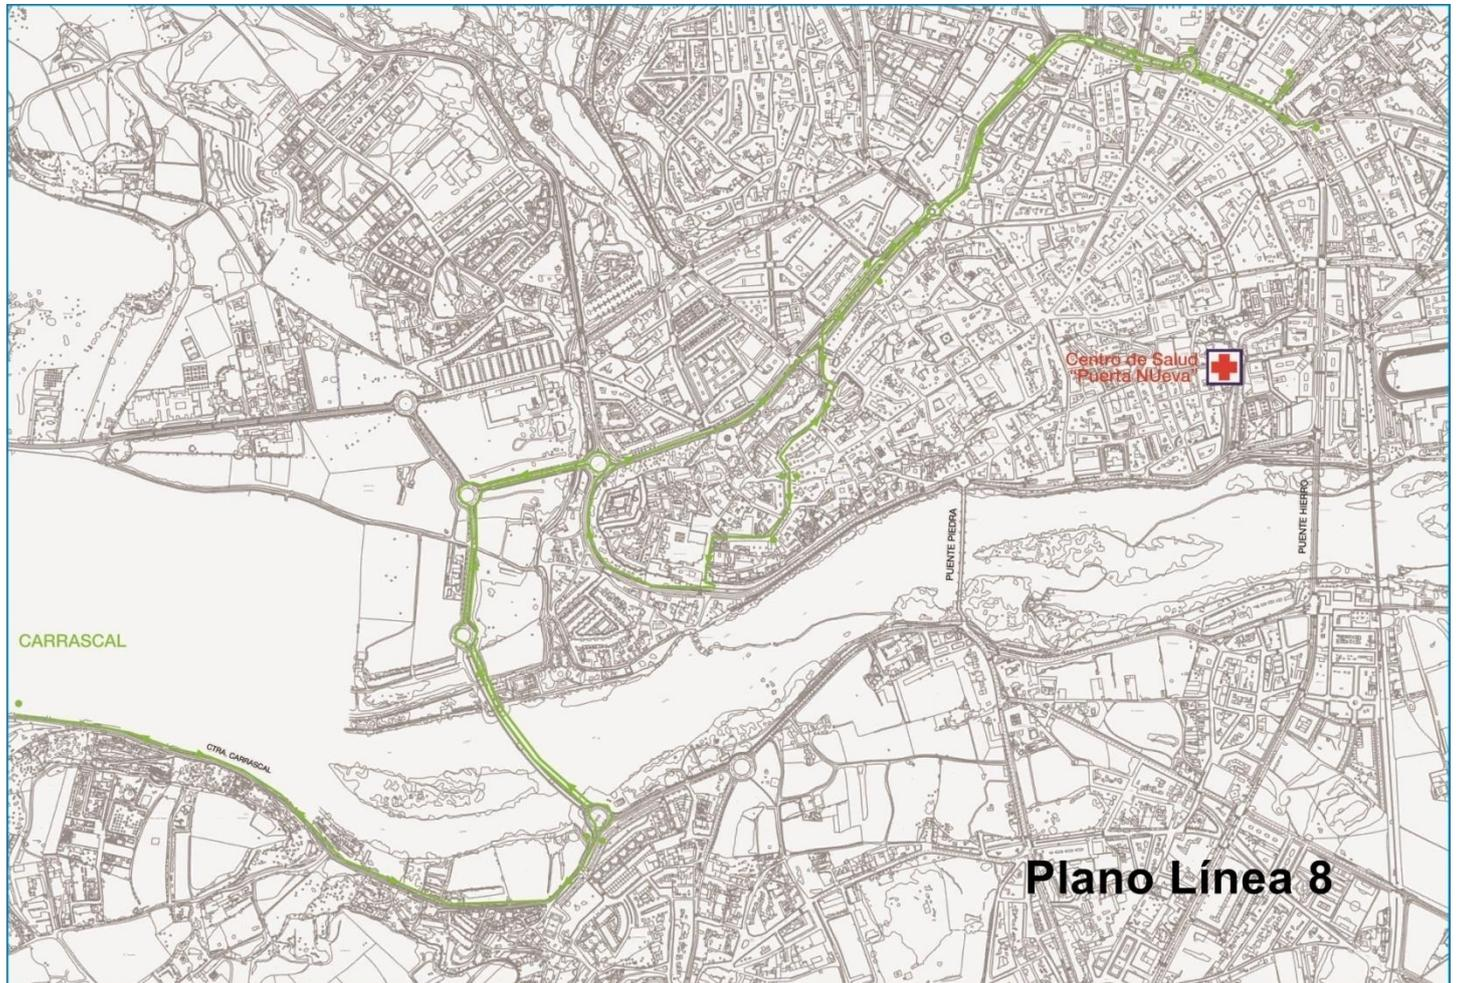 Centro de Salud
"Puerta NUeva"
PUENTE PIEDRA
PUENTE HIERRO
CARRASCAL
CTRA. CARRASCAL
Plano Línea 8